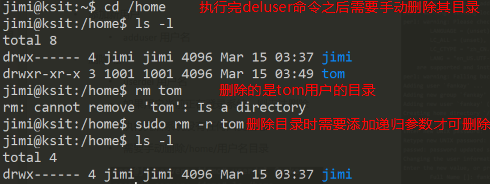 jimi@ksit:~$ cd /home 执行完deluser命令之后需要手动删除其目录
jimi@ksit:/home$ ls -l
total 8
drwx------ 4 jimi jimi 4096 Mar 15 03:37 jimi
drwxr-xr-x 3 1001 1001 4096 Mar 15 03:49 tom
jimi@ksit:/home$ rm tom 删除的是tom用户的目录
rm: cannot remove 'tom': Is a directory
jimi@ksit:/home$ sudo rm -r tom删除目录时需要添加递归参数才可删除
jimi@ksit:/home$ ls -l
total 4
drwx------ 4 jimi jimi 4096 Mar 15 03:37 jimi